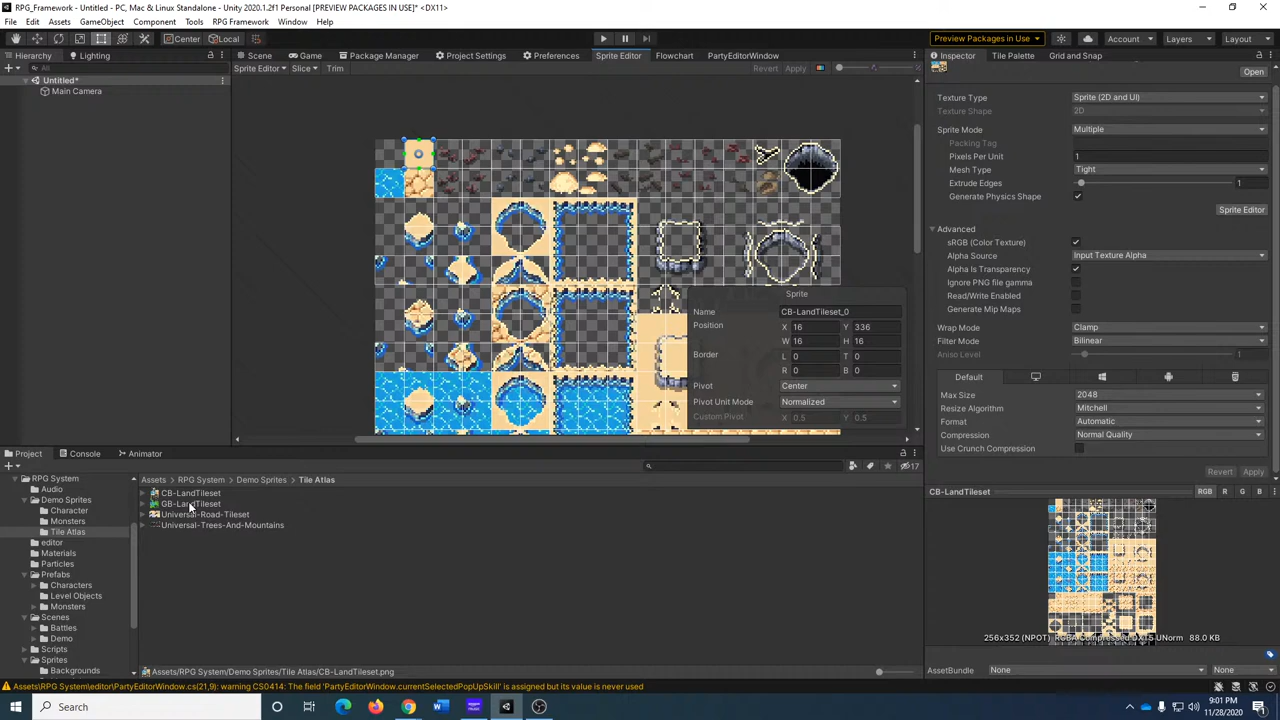 RPG_Framework - Untitled - PC, Mac & Linux Standalone - Unity 2020.1.2f1 Personal [PREVIEW PACKAGES IN USE]* <DX11>
File Edit Assets GameObject Component Tools RPG Framework Window Help
Center Local Preview Packages in Use Account Layers Layout
Hierarchy Lighting Scene Game Package Manager Project Settings Preferences Sprite Editor Flowchart PartyEditorWindow Inspector Tile Palette Grid and Snap
All Sprite Editor Slice Trim Revert Apply Open
Untitled*
Main Camera
Texture Type Sprite (2D and UI)
Texture Shape 2D
Sprite Mode Multiple
Packing Tag
Pixels Per Unit 1
Mesh Type Tight
Extrude Edges 1
Generate Physics Shape
Sprite Editor
Advanced
sRGB (Color Texture)
Alpha Source Input Texture Alpha
Alpha Is Transparency
Ignore PNG file gamma
Read/Write Enabled
Generate Mip Maps
Wrap Mode Clamp
Filter Mode Bilinear
Aniso Level 1
Default
Max Size 2048
Resize Algorithm Mitchell
Format Automatic
Compression Normal Quality
Use Crunch Compression
Revert Apply
Sprite
Name CB-LandTileset_0
Position X 16 Y 336
W 16 H 16
Border L 0 T 0
R 0 B 0
Pivot Center
Pivot Unit Mode Normalized
Custom Pivot X 0.5 Y 0.5
Project Console Animator
17
Assets RPG System Demo Sprites Tile Atlas
RPG System
Audio
Demo Sprites
Character
Monsters
Tile Atlas
editor
Materials
Particles
Prefabs
Characters
Level Objects
Monsters
Scenes
Battles
Demo
Scripts
Sprites
Backgrounds
CB-LandTileset
GB-LandTileset
Universal-Road-Tileset
Universal-Trees-And-Mountains
Assets/RPG System/Demo Sprites/Tile Atlas/CB-LandTileset.png
CB-LandTileset RGB R G B
256x352 (NPOT) RGBA Compressed DXT5 UNorm 88.0 KB
AssetBundle None None
Assets\RPG System\editor\PartyEditorWindow.cs(21,9): warning CS0414: The field 'PartyEditorWindow.currentSelectedPopUpSkill' is assigned but its value is never used
Search
9:01 PM
11/28/2020